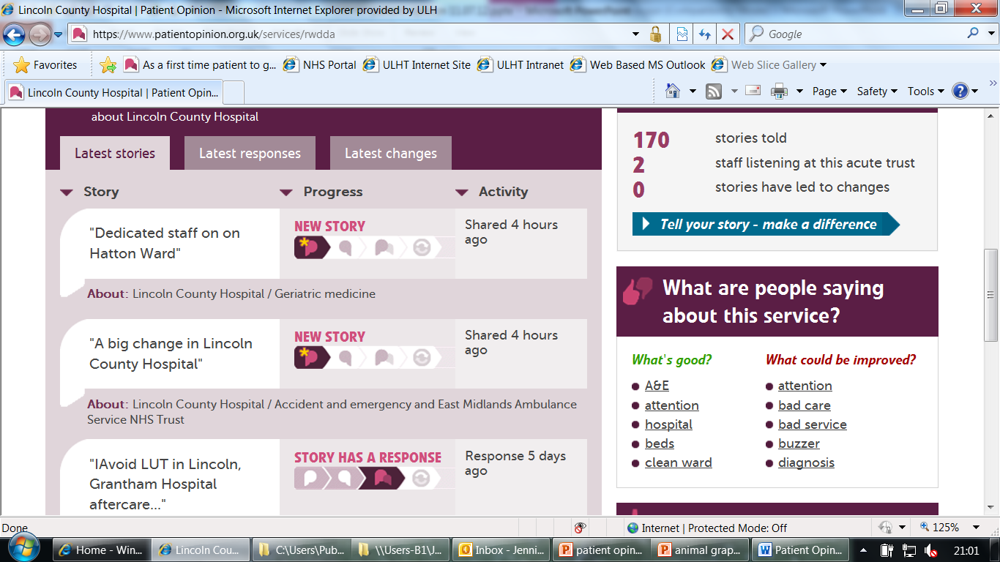 Lincoln County Hospital | Patient Opinion - Microsoft Internet Explorer provided by ULH
https://www.patientopinion.org.uk/services/rwdda
Google
Favorites
As a first time patient to g...
NHS Portal
ULHT Internet Site
ULHT Intranet
Web Based MS Outlook
Web Slice Gallery
Lincoln County Hospital | Patient Opin...
Page
Safety
Tools
about Lincoln County Hospital
Latest stories
Latest responses
Latest changes
Story
Progress
Activity
"Dedicated staff on on
Hatton Ward"
NEW STORY
Shared 4 hours
ago
About: Lincoln County Hospital / Geriatric medicine
"A big change in Lincoln
County Hospital"
NEW STORY
Shared 4 hours
ago
About: Lincoln County Hospital / Accident and emergency and East Midlands Ambulance
Service NHS Trust
"IAvoid LUT in Lincoln,
Grantham Hospital
aftercare..."
STORY HAS A RESPONSE
Response 5 days
ago
170 stories told
2 staff listening at this acute trust
0 stories have led to changes
Tell your story - make a difference
What are people saying
about this service?
What's good?
A&E
attention
hospital
beds
clean ward
What could be improved?
attention
bad care
bad service
buzzer
diagnosis
Done
Internet | Protected Mode: Off
125%
Home - Win...
Lincoln Cou...
C:\Users\Pub...
\\Users-B1\J...
Inbox - Jenni...
patient opin...
animal grap...
Patient Opin...
21:01